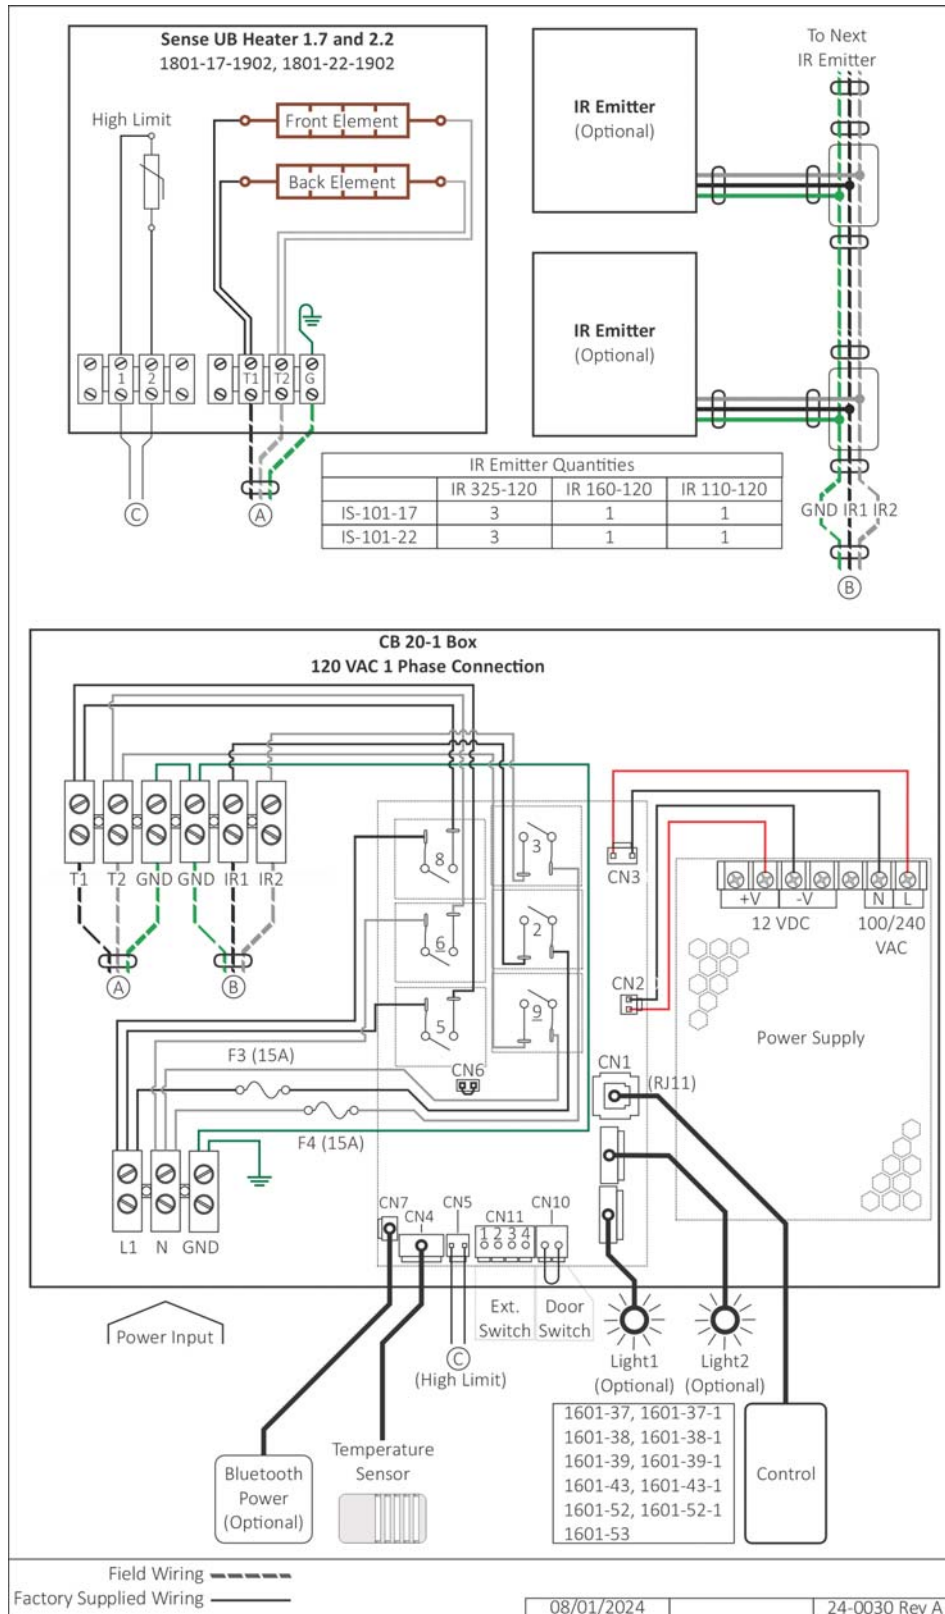 Sense UB Heater 1.7 and 2.2
1801-17-1902, 1801-22-1902
High Limit
Front Element
Back Element
1 2 T1 T2 G
C A
IR Emitter
(Optional)
IR Emitter
(Optional)
To Next
IR Emitter
GND IR1 IR2
B
IR Emitter Quantities
IR 325-120 IR 160-120 IR 110-120
IS-101-17 3 1 1
IS-101-22 3 1 1
CB 20-1 Box
120 VAC 1 Phase Connection
T1 T2 GND GND IR1 IR2
A B
8 3
6 2
5 9
CN6
F3 (15A)
F4 (15A)
L1 N GND
Power Input
CN3
CN2
CN1
(RJ11)
+V -V N L
12 VDC 100/240
VAC
Power Supply
CN7 CN4 CN5 CN11 CN10
1 2 3 4
Ext.
Switch
Door
Switch
C
(High Limit)
Light1
(Optional)
Light2
(Optional)
1601-37, 1601-37-1
1601-38, 1601-38-1
1601-39, 1601-39-1
1601-43, 1601-43-1
1601-52, 1601-52-1
1601-53
Control
Bluetooth
Power
(Optional)
Temperature
Sensor
Field Wiring
Factory Supplied Wiring
08/01/2024 24-0030 Rev A